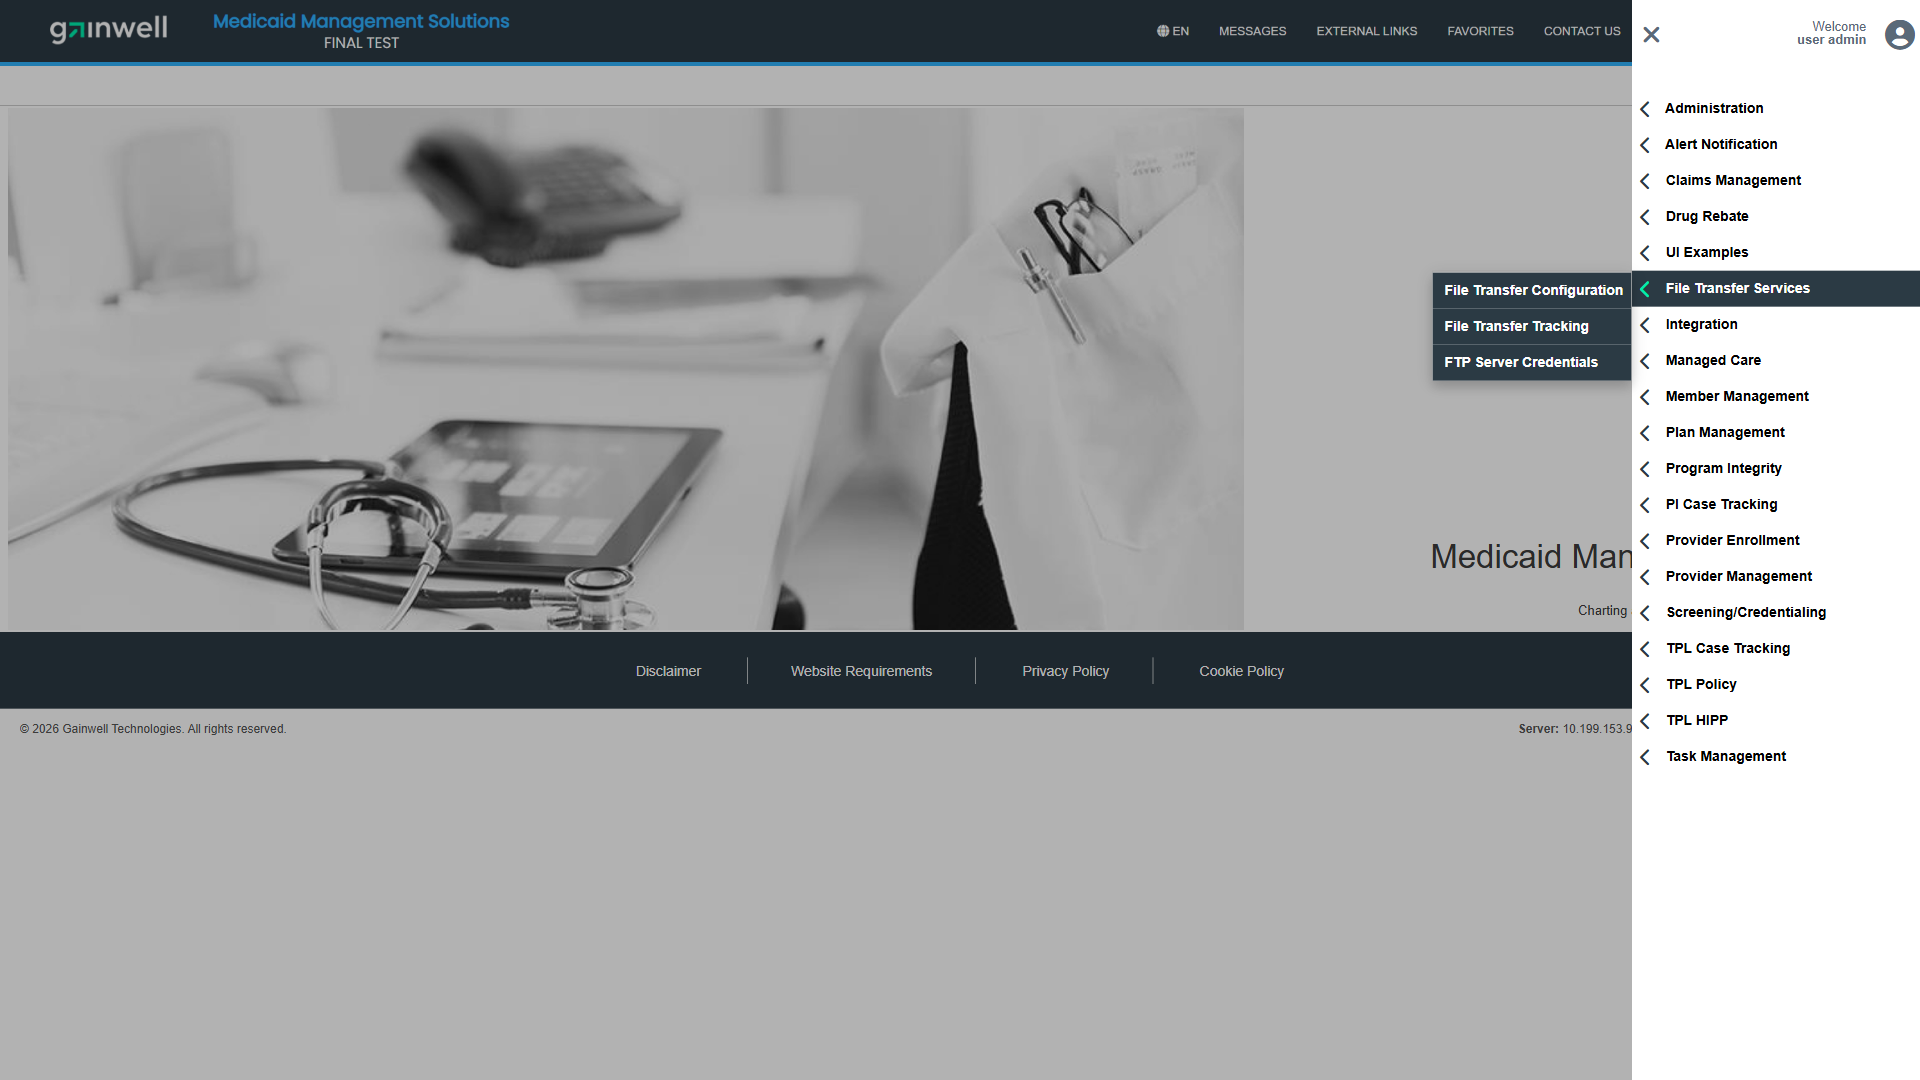 gainwell
Medicaid Management Solutions
FINAL TEST
EN
MESSAGES
EXTERNAL LINKS
FAVORITES
CONTACT US
Welcome
user admin
Administration
Alert Notification
Claims Management
Drug Rebate
UI Examples
File Transfer Services
File Transfer Configuration
File Transfer Tracking
FTP Server Credentials
Integration
Managed Care
Member Management
Plan Management
Program Integrity
PI Case Tracking
Provider Enrollment
Provider Management
Screening/Credentialing
TPL Case Tracking
TPL Policy
TPL HIPP
Task Management
Medicaid Man
Charting
Disclaimer
Website Requirements
Privacy Policy
Cookie Policy
© 2026 Gainwell Technologies. All rights reserved.
Server: 10.199.153.9